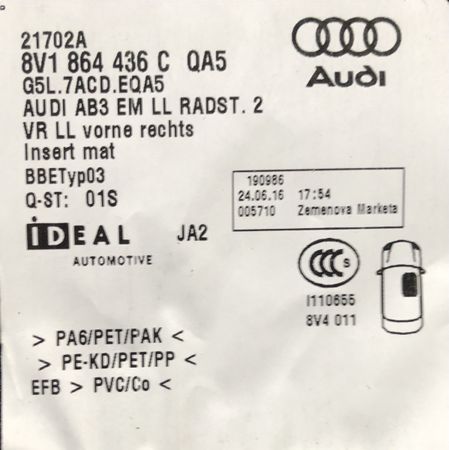 21702A
8V1 864 436 C QA5
G5L.7ACD.EQA5
AUDI AB3 EM LL RADST. 2
VR LL vorne rechts
Insert mat
BBETyp03
Q-ST: 01S
Audi
190986
24.06.16 17:54
005710 Zemenova Marketa
IDEAL JA2
AUTOMOTIVE
CCC S
I110655
8V4 011
> PA6/PET/PAK <
> PE-KD/PET/PP <
EFB > PVC/Co <